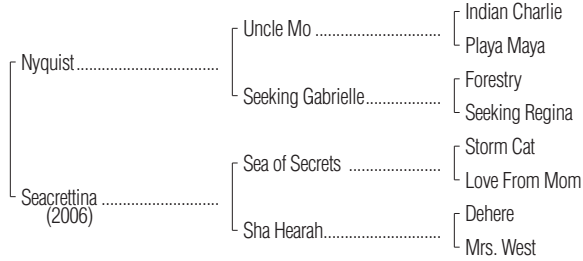 Indian Charlie
Uncle Mo
Playa Maya
Nyquist
Forestry
Seeking Gabrielle
Seeking Regina
Storm Cat
Sea of Secrets
Love From Mom
Seacrettina
(2006)
Dehere
Sha Hearah
Mrs. West